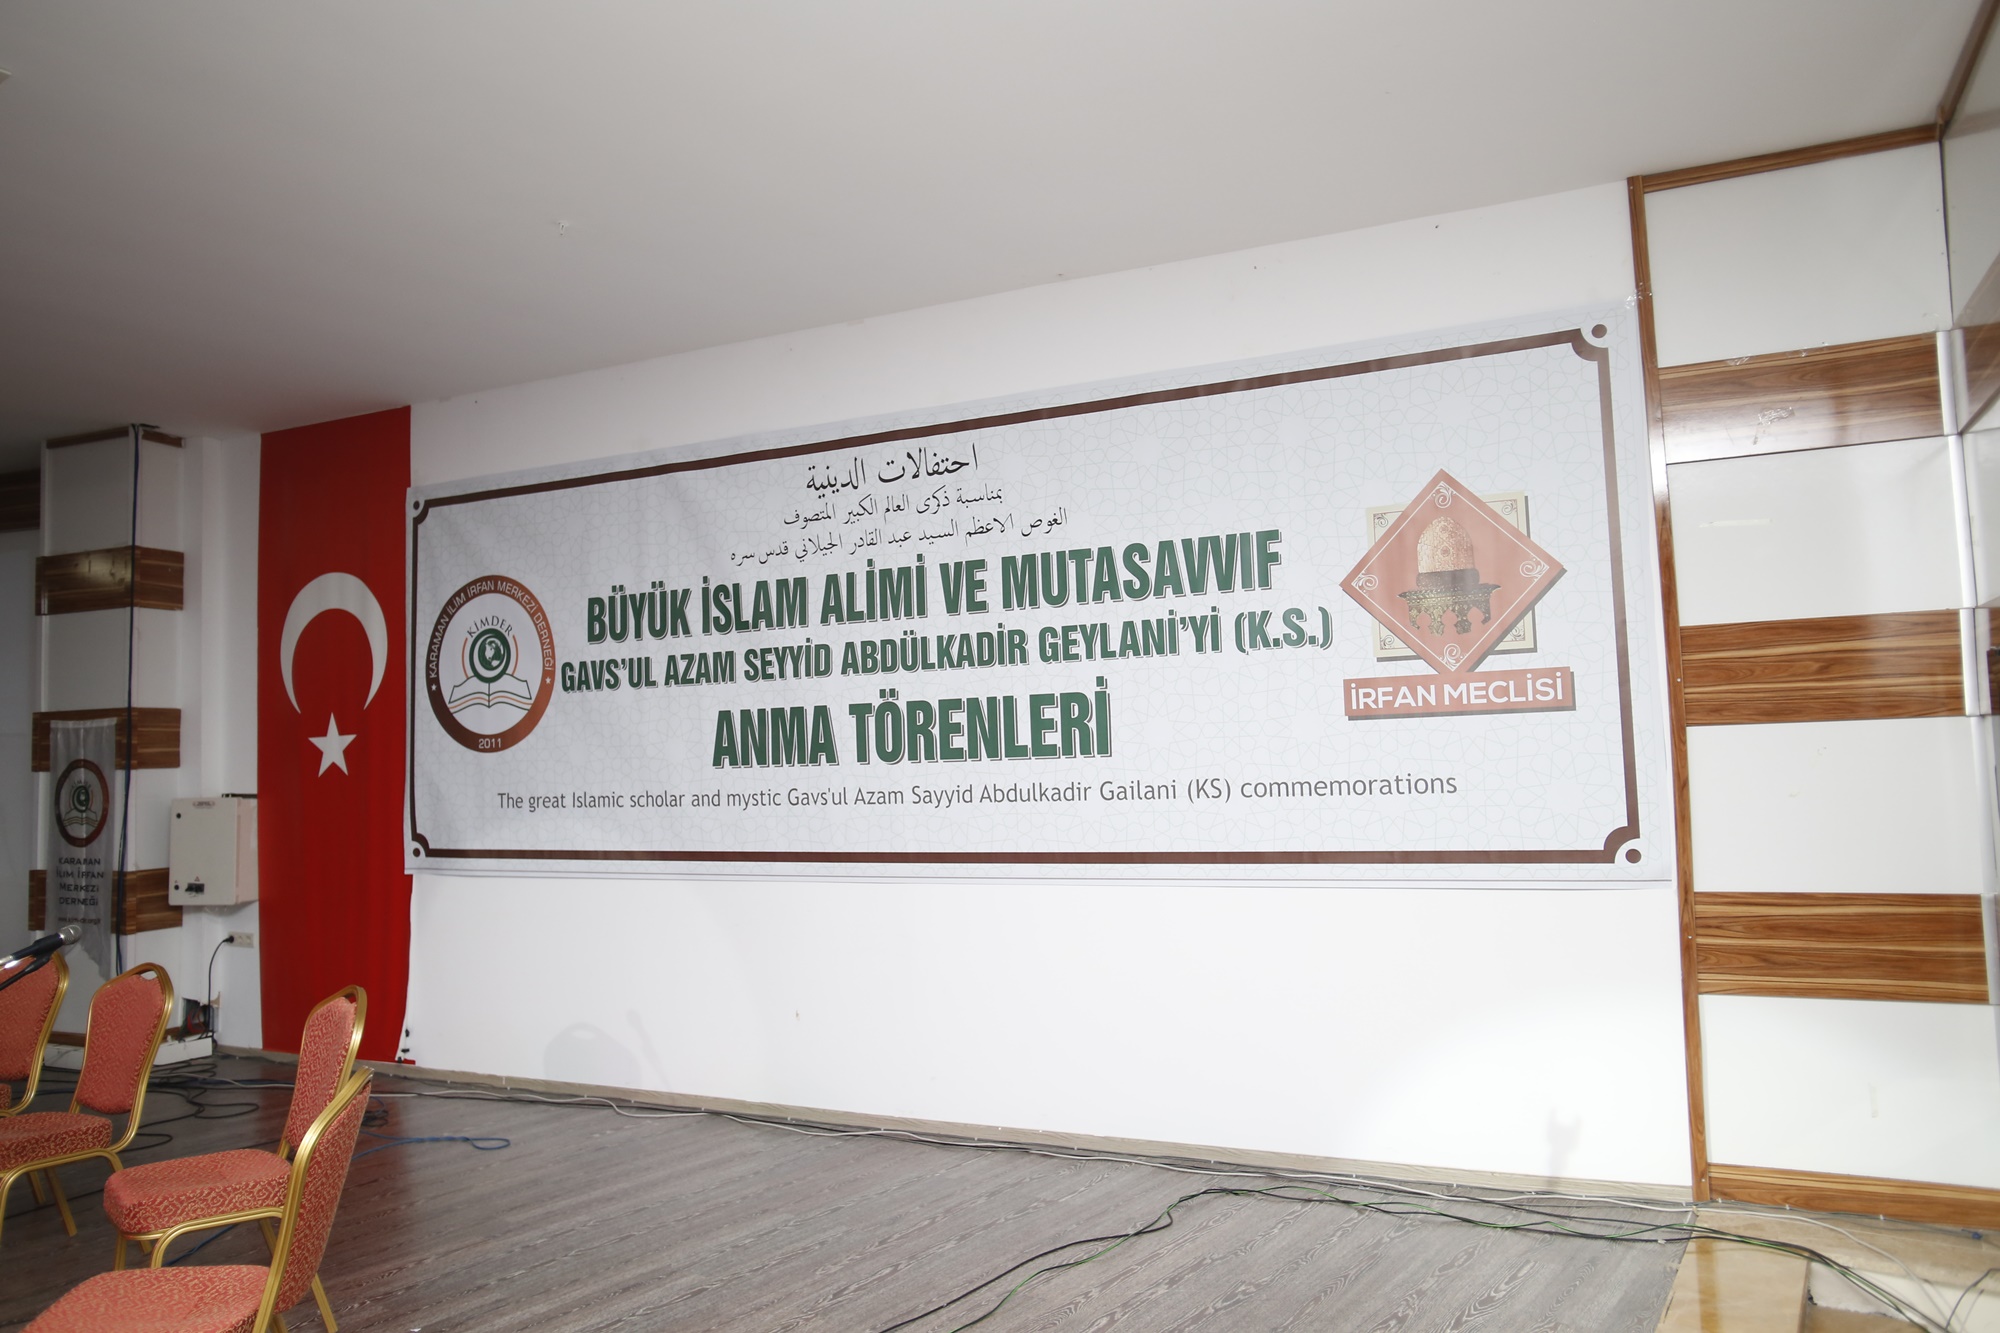 احتفالات الدينية
بمناسبة ذكرى العالم الكبير المتصوف
الغوص الاعظم السيد عبد القادر الجيلاني قدس سره
BÜYÜK İSLAM ALİMİ VE MUTASAVVIF
GAVS'UL AZAM SEYYİD ABDÜLKADİR GEYLANİ'Yİ (K.S.)
ANMA TÖRENLERİ
The great Islamic scholar and mystic Gavs'ul Azam Sayyid Abdulkadir Gailani (KS) commemorations
KARAMAN İLİM İRFAN MERKEZİ DERNEĞİ
KİMDER
2011
İRFAN MECLİSİ
KARAMAN
İLİM İRFAN
MERKEZİ
DERNEĞİ